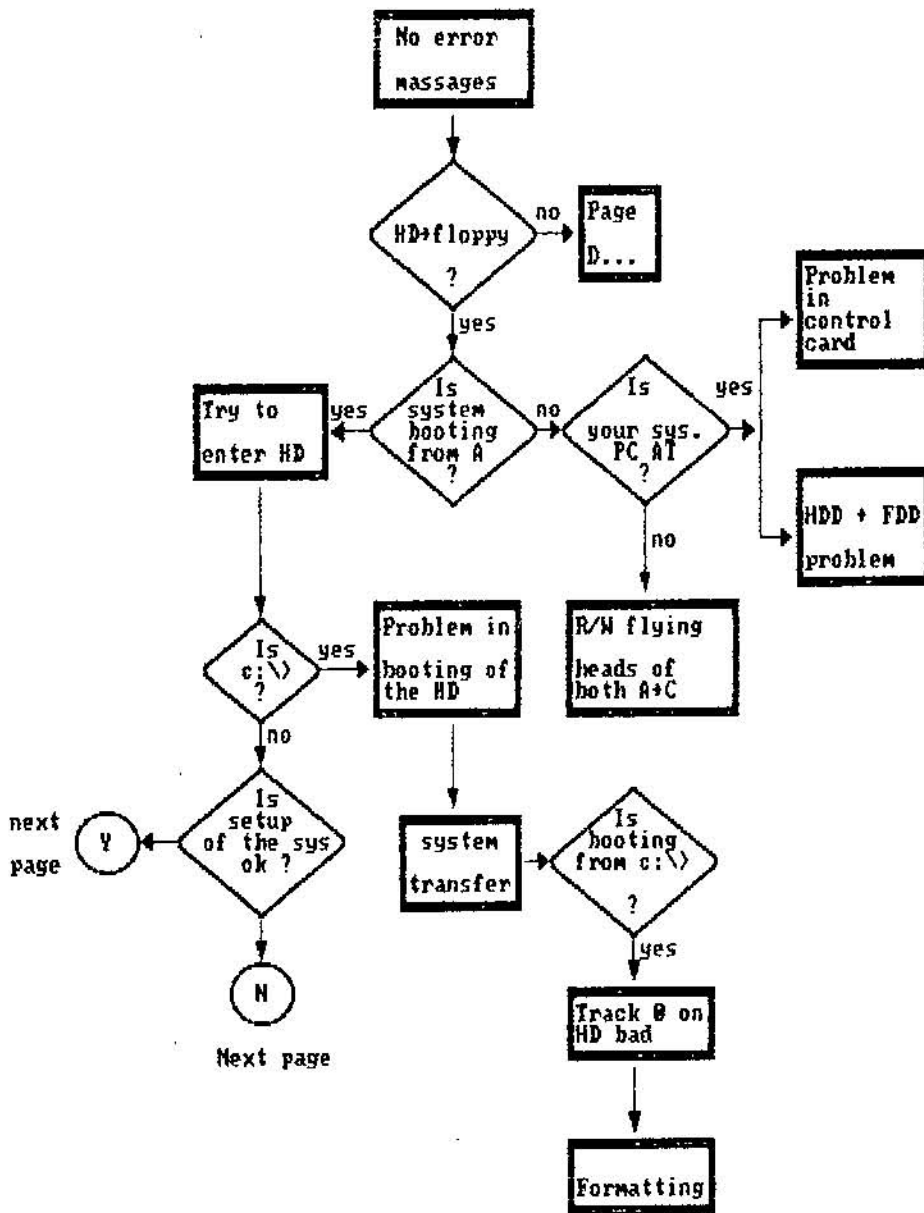 No error
massages
HD+floppy
?
no
Page
D...
yes
Problem
in
control
card
Is
system
booting
from A
?
yes
Try to
enter HD
no
Is
your sys.
PC AT
?
yes
HDD + FDD
problem
no
R/W flying
heads of
both A+C
Is
c:\>
?
yes
Problem in
booting of
the HD
no
Is
setup
of the sys
ok ?
Y
next
page
N
Next page
system
transfer
Is
booting
from c:\>
?
yes
Track 0 on
HD bad
Formatting